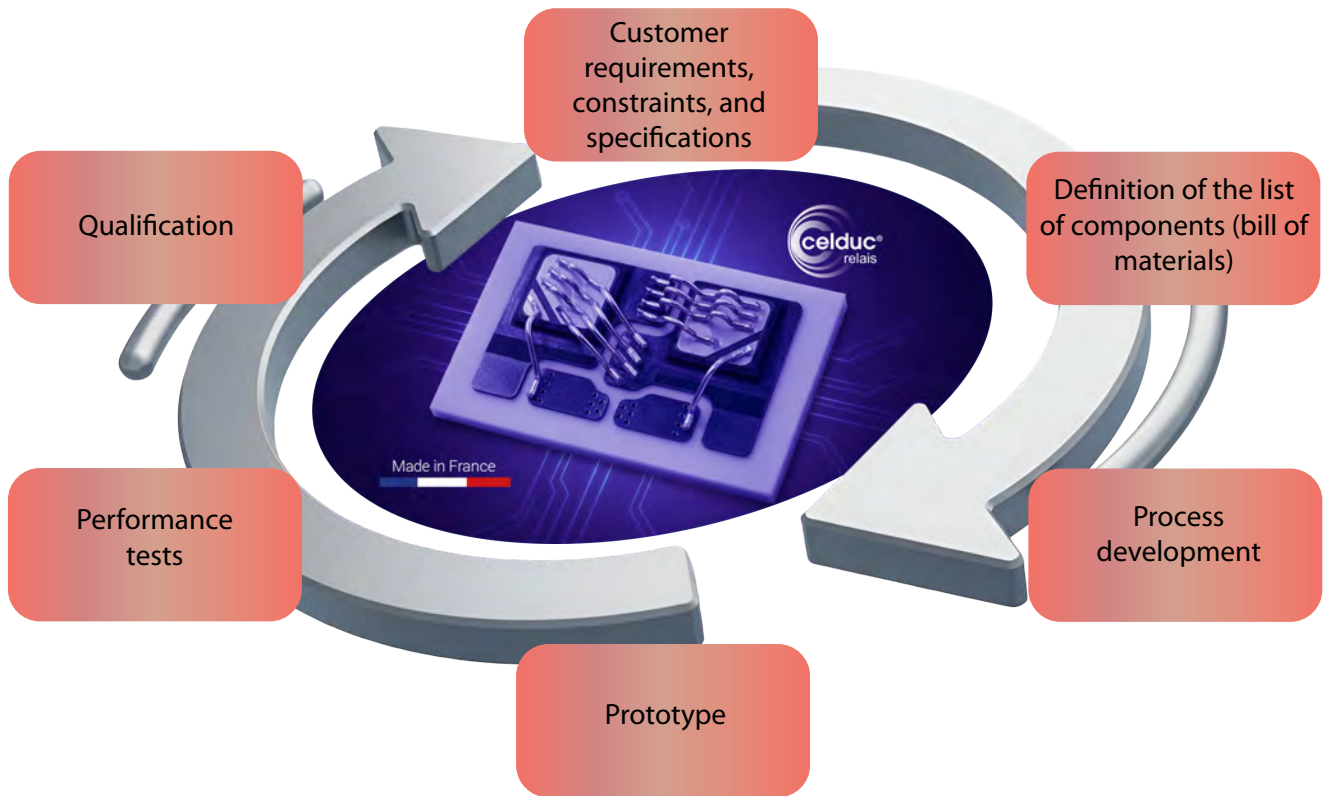 Customer
requirements,
constraints, and
specifications
Definition of the list
of components (bill of
materials)
Process
development
Prototype
Performance
tests
Qualification
celduc®
relais
Made in France